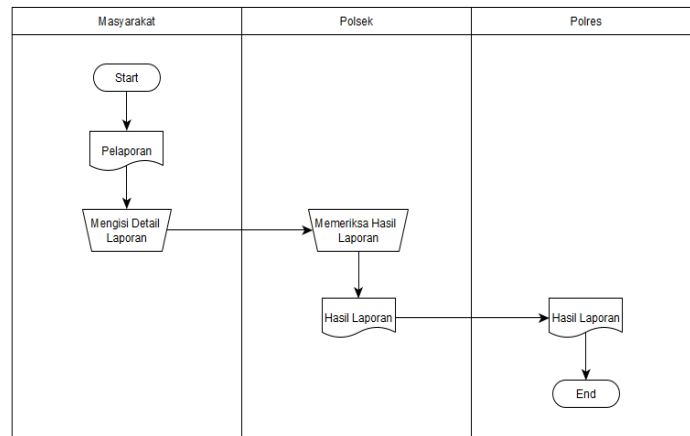 Masyarakat
Polsek
Polres
Start
Pelaporan
Mengisi Detail
Laporan
Memeriksa Hasil
Laporan
Hasil Laporan
Hasil Laporan
End